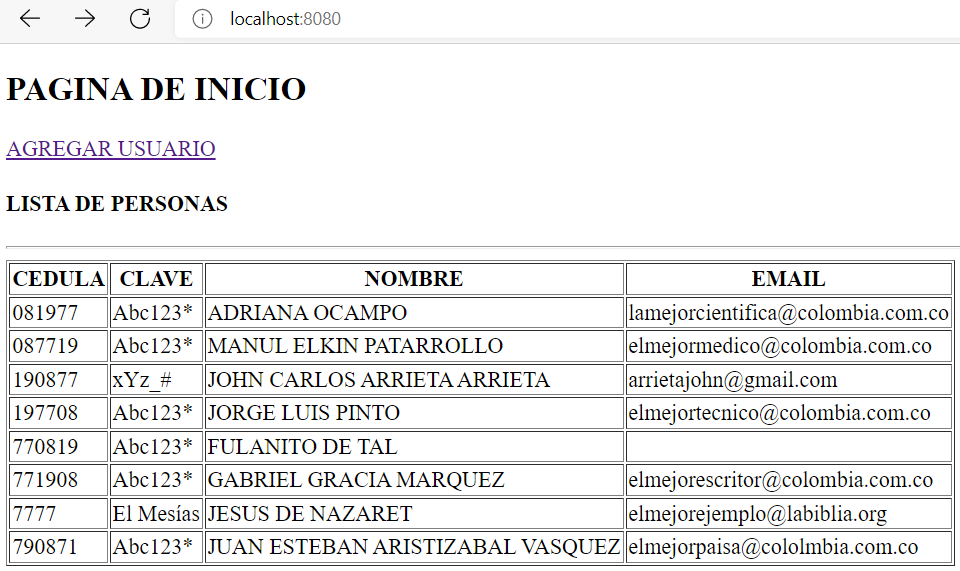 localhost:8080
PAGINA DE INICIO
AGREGAR USUARIO
LISTA DE PERSONAS
CEDULA CLAVE NOMBRE EMAIL
081977 Abc123* ADRIANA OCAMPO lamejorcientifica@colombia.com.co
087719 Abc123* MANUL ELKIN PATARROLLO elmejormedico@colombia.com.co
190877 xYz_# JOHN CARLOS ARRIETA ARRIETA arrietajohn@gmail.com
197708 Abc123* JORGE LUIS PINTO elmejortecnico@colombia.com.co
770819 Abc123* FULANITO DE TAL
771908 Abc123* GABRIEL GRACIA MARQUEZ elmejorescritor@colombia.com.co
7777 El Mesías JESUS DE NAZARET elmejorejemplo@labiblia.org
790871 Abc123* JUAN ESTEBAN ARISTIZABAL VASQUEZ elmejorpaisa@cololmbia.com.co